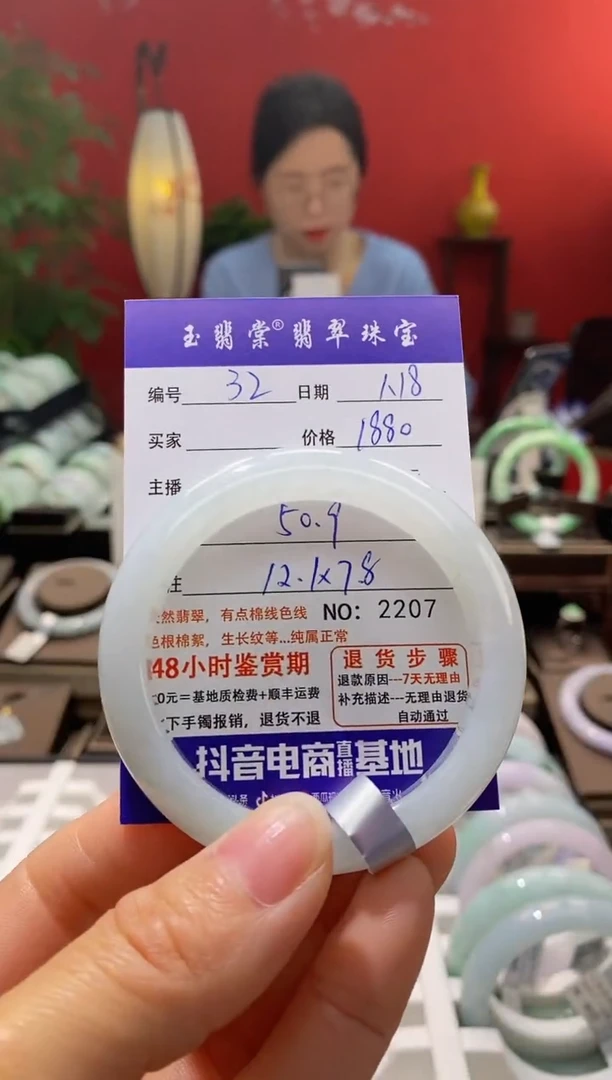 玉翡棠®翡翠珠宝
编号 32 日期 1.18
买家 价格 1880
主播
50.9
注 12.1x7.8
然翡翠，有点棉线色线 NO: 2207
色根棉絮，生长纹等...纯属正常
48小时鉴赏期
0元＝基地质检费+顺丰运费
下手镯报销，退货不退
退货步骤
退款原因---7天无理由
补充描述---无理由退货
自动通过
抖音电商直播基地
头条